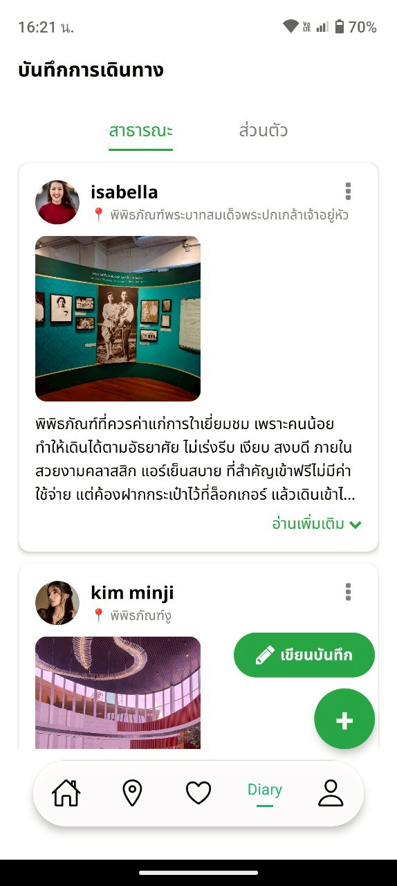 16:21 น.
70%
บันทึกการเดินทาง
สาธารณะ
ส่วนตัว
isabella
พิพิธภัณฑ์พระบาทสมเด็จพระปกเกล้าเจ้าอยู่หัว
พิพิธภัณฑ์ที่ควรค่าแก่การใาเยี่ยมชม เพราะคนน้อย
ทำให้เดินได้ตามอัธยาศัย ไม่เร่งรีบ เงียบ สงบดี ภายใน
สวยงามคลาสสิก แอร์เย็นสบาย ที่สำคัญเข้าฟรีไม่มีค่า
ใช้จ่าย แต่ค้องฝากกระเป๋าไว้ที่ล็อกเกอร์ แล้วเดินเข้าไ...
อ่านเพิ่มเติม
kim minji
พิพิธภัณฑ์งู
เขียนบันทึก
+
Diary